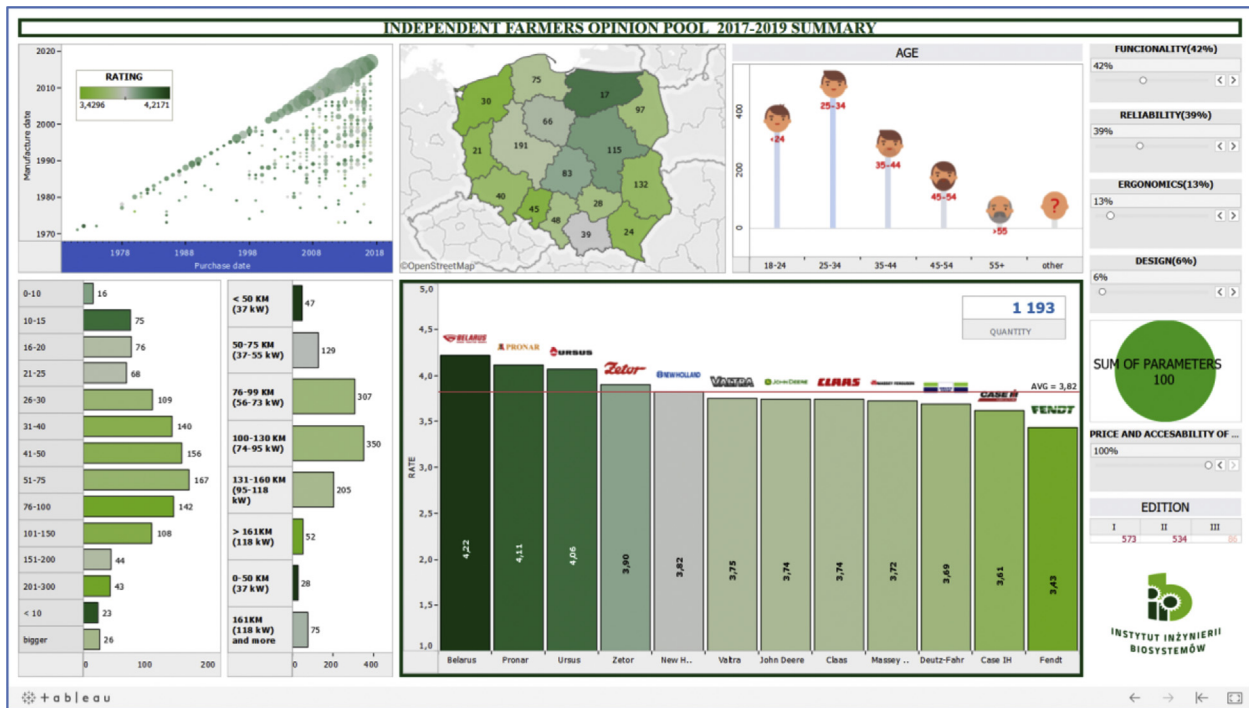 INDEPENDENT FARMERS OPINION POOL 2017-2019 SUMMARY
2020
2010
2000
1990
1980
1970
Manufacture date
RATING
3,4296
4,2171
1978
1988
1998
2008
2018
Purchase date
75
17
30
97
66
191
115
21
83
132
40
45
28
48
39
24
©OpenStreetMap
AGE
400
200
0
<24
25-34
35-44
45-54
>55
?
18-24
25-34
35-44
45-54
55+
other
FUNCIONALITY(42%)
42%
RELIABILITY(39%)
39%
ERGONOMICS(13%)
13%
DESIGN(6%)
6%
SUM OF PARAMETERS
100
PRICE AND ACCESABILITY OF ...
100%
EDITION
I
II
III
573
534
86
INSTYTUT INŻYNIERII
BIOSYSTEMÓW
0-10
16
10-15
75
16-20
76
21-25
68
26-30
109
31-40
140
41-50
156
51-75
167
76-100
142
101-150
108
151-200
44
201-300
43
< 10
23
bigger
26
0
100
200
< 50 KM
(37 kW)
47
50-75 KM
(37-55 kW)
129
76-99 KM
(56-73 kW)
307
100-130 KM
(74-95 kW)
350
131-160 KM
(95-118
kW)
205
> 161KM
(118 kW)
52
0-50 KM
(37 kW)
28
161KM
(118 kW)
and more
75
0
200
400
5,0
4,5
4,0
3,5
3,0
2,5
2,0
1,5
1,0
RATE
1 193
QUANTITY
BELARUS
PRONAR
URSUS
Zetor
NEW HOLLAND
VALTRA
JOHN DEERE
CLAAS
MASSEY FERGUSON
CASE IH
FENDT
AVG = 3,82
4,22
4,11
4,06
3,90
3,82
3,75
3,74
3,74
3,72
3,69
3,61
3,43
Belarus
Pronar
Ursus
Zetor
New H..
Valtra
John Deere
Claas
Massey ..
Deutz-Fahr
Case IH
Fendt
+ a b | e a u